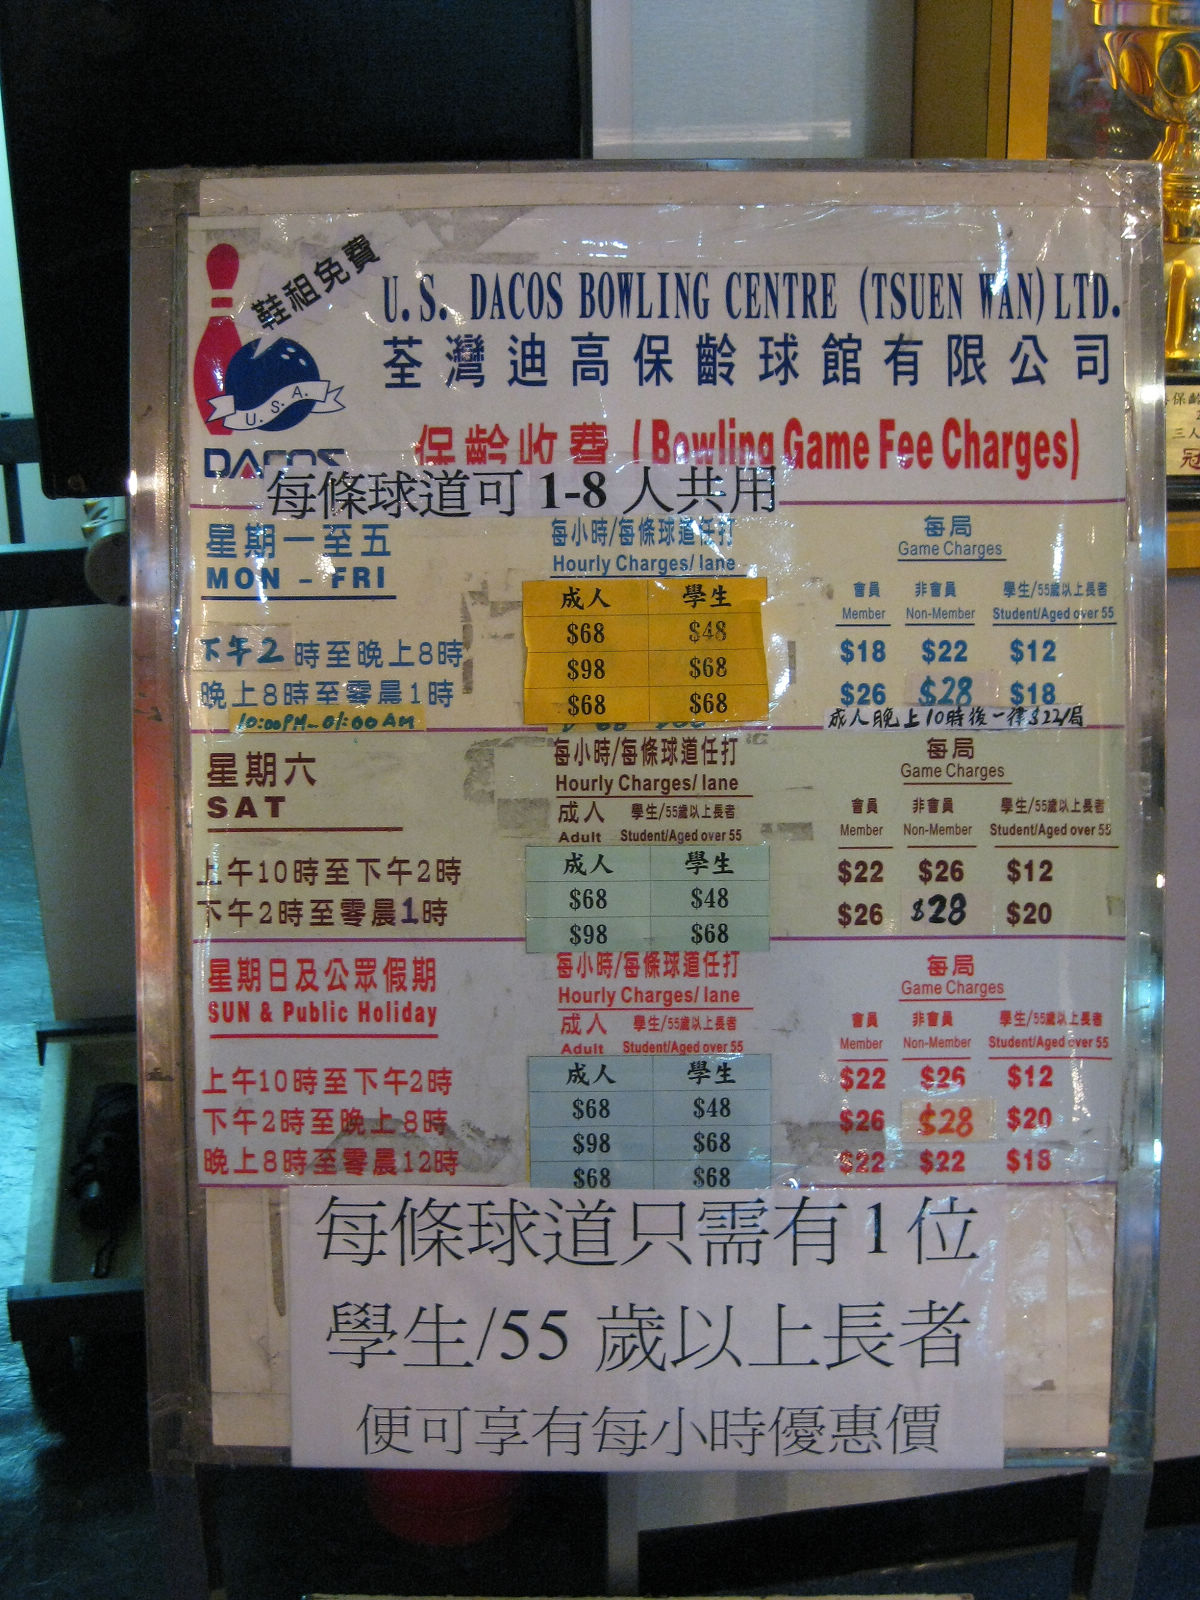 鞋租免費
U. S. DACOS BOWLING CENTRE (TSUEN WAN) LTD.
荃灣迪高保齡球館有限公司
U. S. A.
DACOS
保齡收費 ( Bowling Game Fee Charges)
每條球道可 1-8 人共用
星期一至五
MON – FRI
每小時/每條球道任打
Hourly Charges/ lane
每局
Game Charges
成人 學生
會員 非會員 學生/55歲以上長者
Member Non-Member Student/Aged over 55
下午2時至晚上8時 $68 $48 $18 $22 $12
晚上8時至零晨1時 $98 $68 $26 $28 $18
10:00PM - 01:00AM $68 $68 成人晚上10時後一律$22/局
星期六
SAT
每小時/每條球道任打
Hourly Charges/ lane
每局
Game Charges
成人 學生/55歲以上長者
Adult Student/Aged over 55
會員 非會員 學生/55歲以上長者
Member Non-Member Student/Aged over 55
成人 學生
上午10時至下午2時 $68 $48 $22 $26 $12
下午2時至零晨1時 $98 $68 $26 $28 $20
星期日及公眾假期
SUN & Public Holiday
每小時/每條球道任打
Hourly Charges/ lane
每局
Game Charges
成人 學生/55歲以上長者
Adult Student/Aged over 55
會員 非會員 學生/55歲以上長者
Member Non-Member Student/Aged over 55
成人 學生
上午10時至下午2時 $68 $48 $22 $26 $12
下午2時至晚上8時 $98 $68 $26 $28 $20
晚上8時至零晨12時 $68 $68 $22 $22 $18
每條球道只需有 1 位
學生/55 歲以上長者
便可享有每小時優惠價
保齡
三人
冠